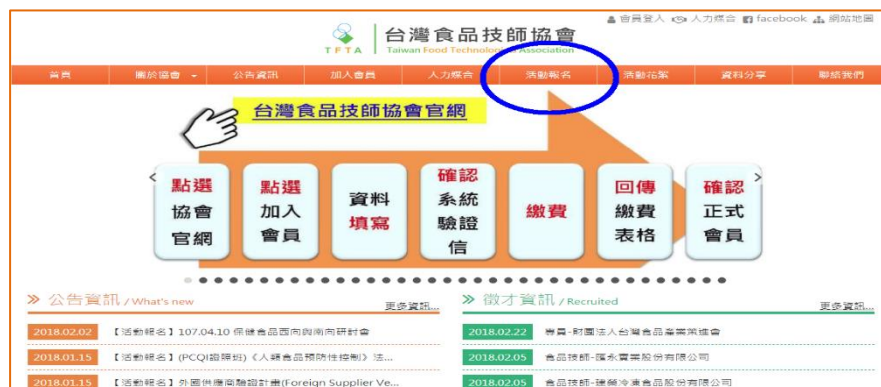 會員登入 人力媒合 facebook 網站地圖
台灣食品技師協會
TFTA Taiwan Food Technologist Association
首頁 關於協會 公告資訊 加入會員 人力媒合 活動報名 活動花絮 資料分享 聯絡我們
台灣食品技師協會官網
點選協會官網
點選加入會員
資料填寫
確認系統驗證信
繳費
回傳繳費表格
確認正式會員
公告資訊 / What's new 更多資訊...
2018.02.02 【活動報名】107.04.10 保健食品西向與南向研討會
2018.01.15 【活動報名】(PCQI證照班)《人類食品預防性控制》法...
2018.01.15 【活動報名】外國供應商驗證計畫(Foreign Supplier Ve...
徵才資訊 / Recruited 更多資訊...
2018.02.22 專員-財團法人台灣食品產業策進會
2018.02.05 食品技師-匯永實業股份有限公司
2018.02.05 食品技師-建榮冷凍食品股份有限公司